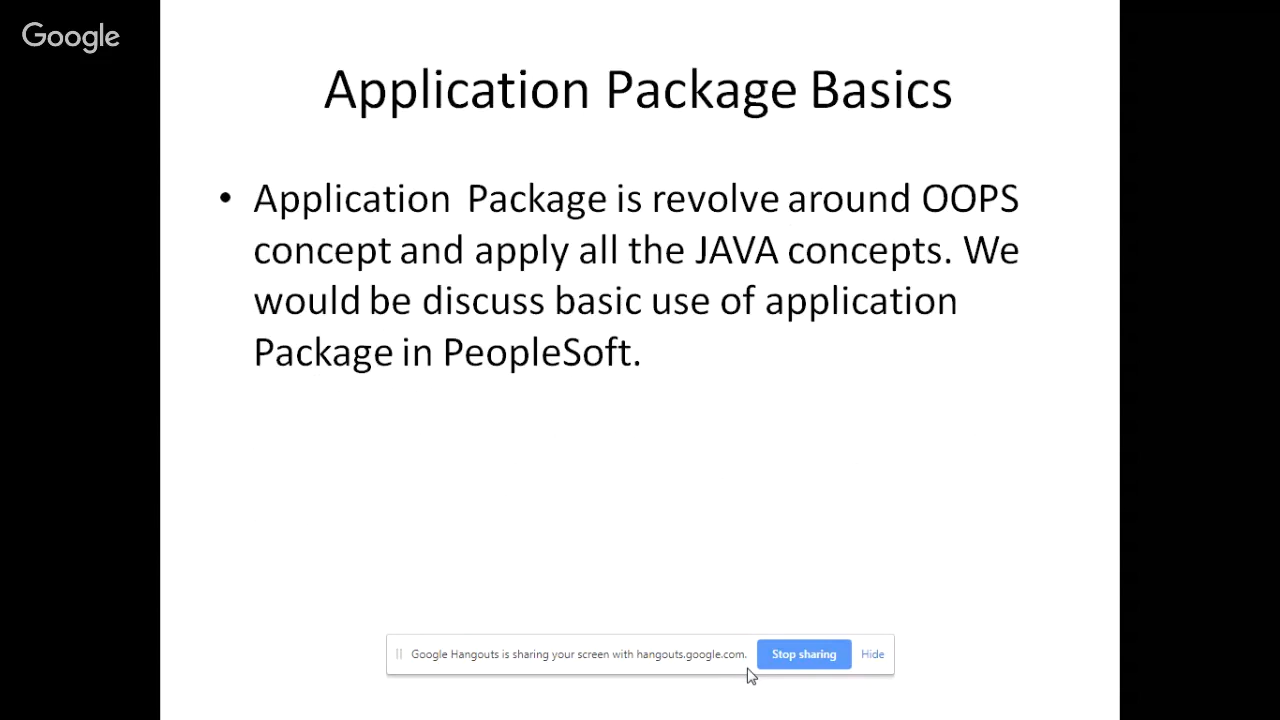 Google
Application Package Basics
• Application Package is revolve around OOPS
concept and apply all the JAVA concepts. We
would be discuss basic use of application
Package in PeopleSoft.
Google Hangouts is sharing your screen with hangouts.google.com. Stop sharing Hide